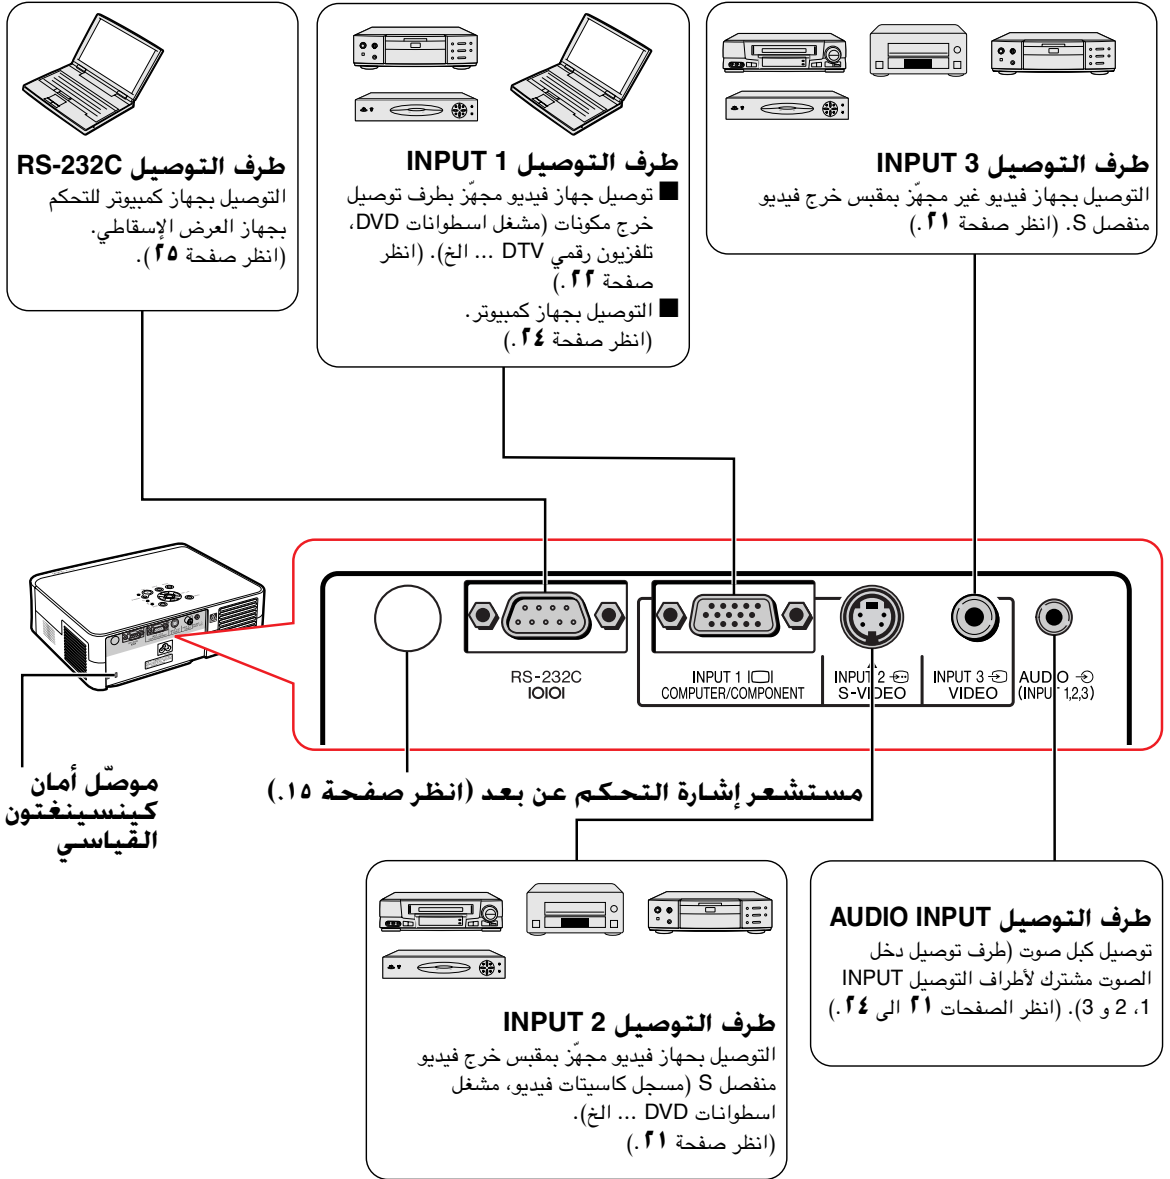 طرف التوصيل RS-232C
التوصيل بجهاز كمبيوتر للتحكم
بجهاز العرض الإسقاطي.
(انظر صفحة ٢٥).
طرف التوصيل INPUT 1
■ توصيل جهاز فيديو مجهّز بطرف توصيل
خرج مكونات (مشغل اسطوانات DVD،
تلفزيون رقمي DTV ... الخ). (انظر
صفحة ٢٢.)
■ التوصيل بجهاز كمبيوتر.
(انظر صفحة ٢٤.)
طرف التوصيل INPUT 3
التوصيل بجهاز فيديو غير مجهّز بمقبس خرج فيديو
منفصل S. (انظر صفحة ٢١.)
RS-232C
IOIOI
INPUT 1
COMPUTER/COMPONENT
INPUT 2
S-VIDEO
INPUT 3
VIDEO
AUDIO
(INPUT 1,2,3)
موصّل أمان
كينسينغتون
القياسي
مستشعر إشارة التحكم عن بعد (انظر صفحة ١٥.)
طرف التوصيل INPUT 2
التوصيل بحهاز فيديو مجهّز بمقبس خرج فيديو
منفصل S (مسجل كاسيتات فيديو، مشغل
اسطوانات DVD ... الخ).
(انظر صفحة ٢١.)
طرف التوصيل AUDIO INPUT
توصيل كبل صوت (طرف توصيل دخل
الصوت مشترك لأطراف التوصيل INPUT
1، 2 و 3). (انظر الصفحات ٢١ الى ٢٤.)